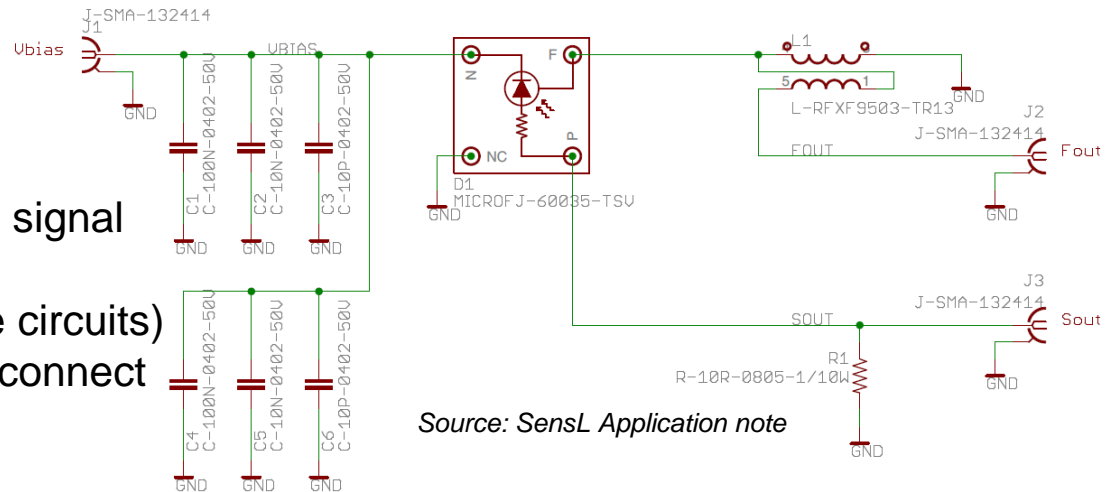 J-SMA-132414
J1
Vbias
VBIAS
GND
C1
C-100N-0402-50V
GND
C2
C-10N-0402-50V
GND
C3
C-10P-0402-50V
GND
N
F
NC
P
GND
D1
MICROFJ-60035-TSV
L1
5
1
L-RFXF9503-TR13
GND
J2
J-SMA-132414
FOUT
Fout
GND
signal
e circuits)
connect
C4
C-100N-0402-50V
GND
C5
C-10N-0402-50V
GND
C6
C-10P-0402-50V
GND
J3
J-SMA-132414
SOUT
Sout
GND
R1
R-10R-0805-1/10W
GND
Source: SensL Application note